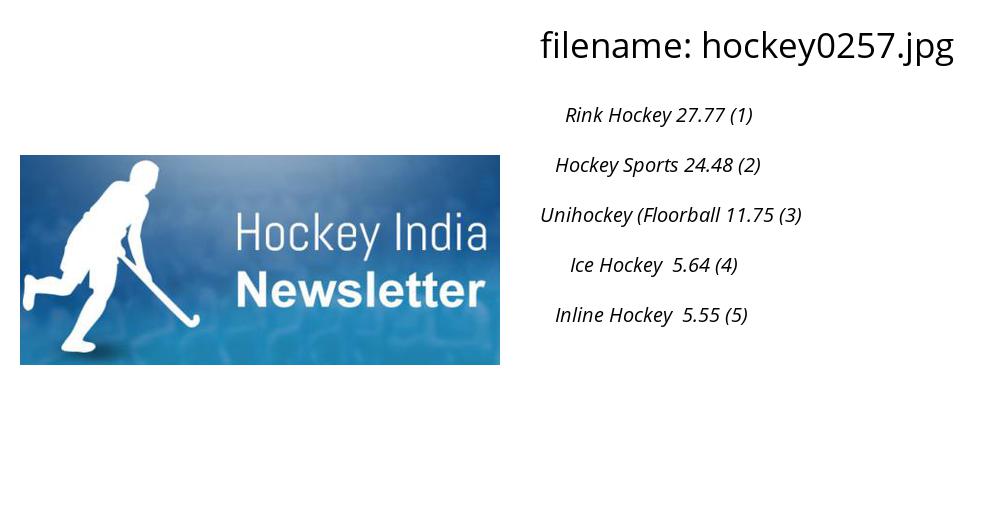 filename: hockey0257.jpg
Rink Hockey 27.77 (1)
Hockey Sports 24.48 (2)
Unihockey (Floorball 11.75 (3)
Ice Hockey  5.64 (4)
Inline Hockey  5.55 (5)
Hockey India
Newsletter